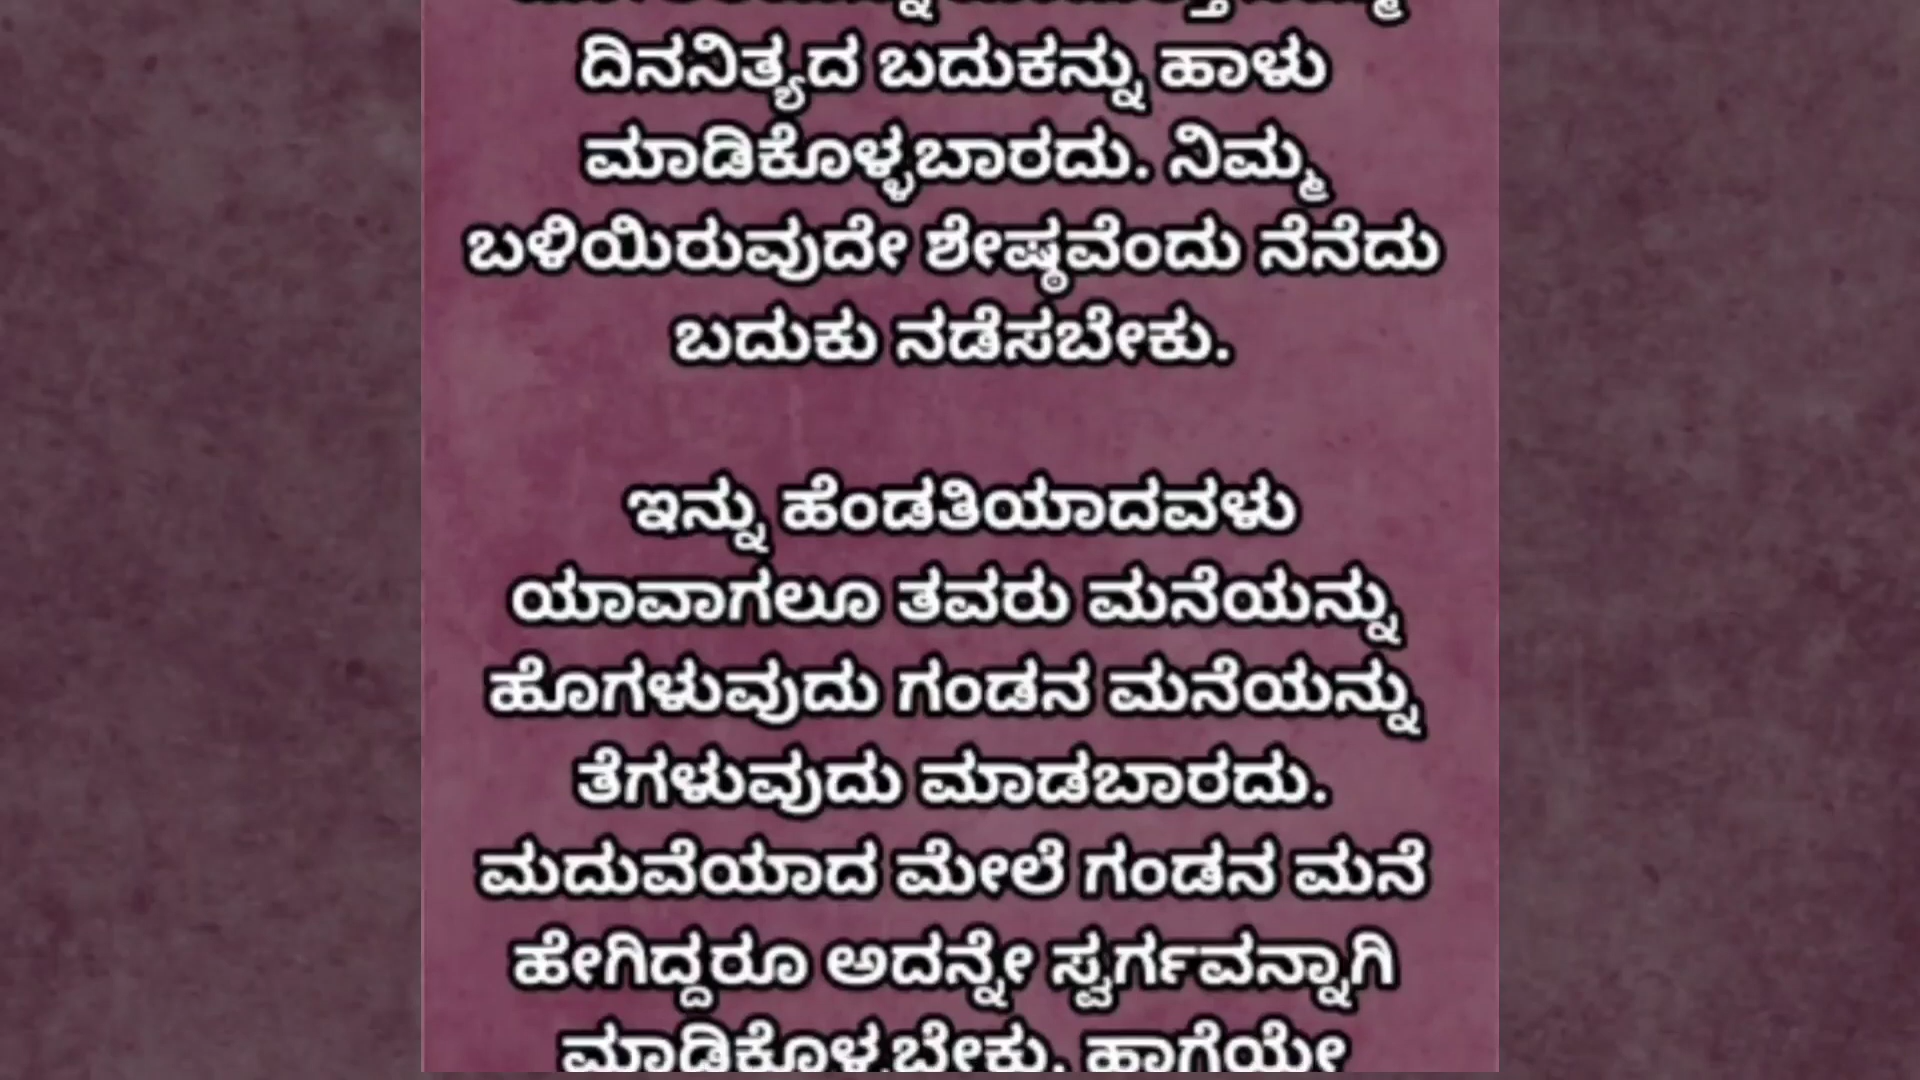 ದಿನನಿತ್ಯದ ಬದುಕನ್ನು ಹಾಳು
ಮಾಡಿಕೊಳ್ಳಬಾರದು. ನಿಮ್ಮ
ಬಳಿಯಿರುವುದೇ ಶೇಷ್ಠವೆಂದು ನೆನೆದು
ಬದುಕು ನಡೆಸಬೇಕು.
ಇನ್ನು ಹೆಂಡತಿಯಾದವಳು
ಯಾವಾಗಲೂ ತವರು ಮನೆಯನ್ನು
ಹೊಗಳುವುದು ಗಂಡನ ಮನೆಯನ್ನು
ತೆಗಳುವುದು ಮಾಡಬಾರದು.
ಮದುವೆಯಾದ ಮೇಲೆ ಗಂಡನ ಮನೆ
ಹೇಗಿದ್ದರೂ ಅದನ್ನೇ ಸ್ವರ್ಗವನ್ನಾಗಿ
ಮಾಡಿಕೊಳ್ಳಬೇಕು. ಹಾಗೆಯೇ